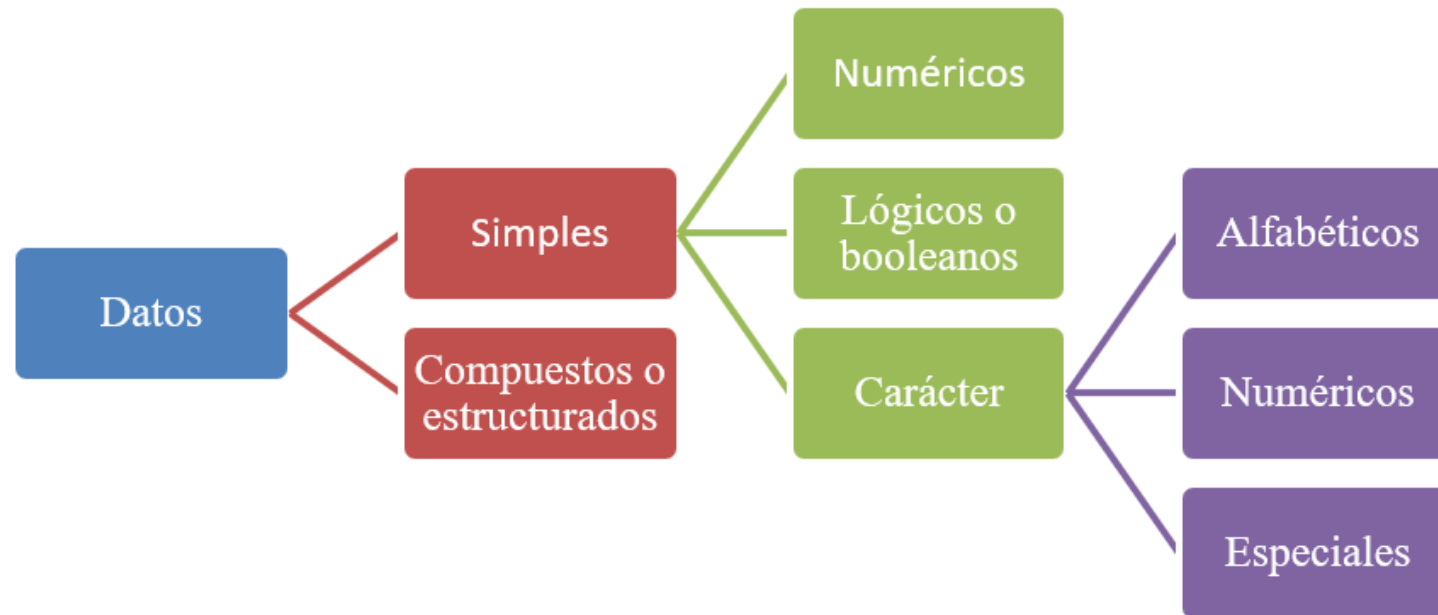 Datos
Simples
Compuestos o
estructurados
Numéricos
Lógicos o
booleanos
Carácter
Alfabéticos
Numéricos
Especiales